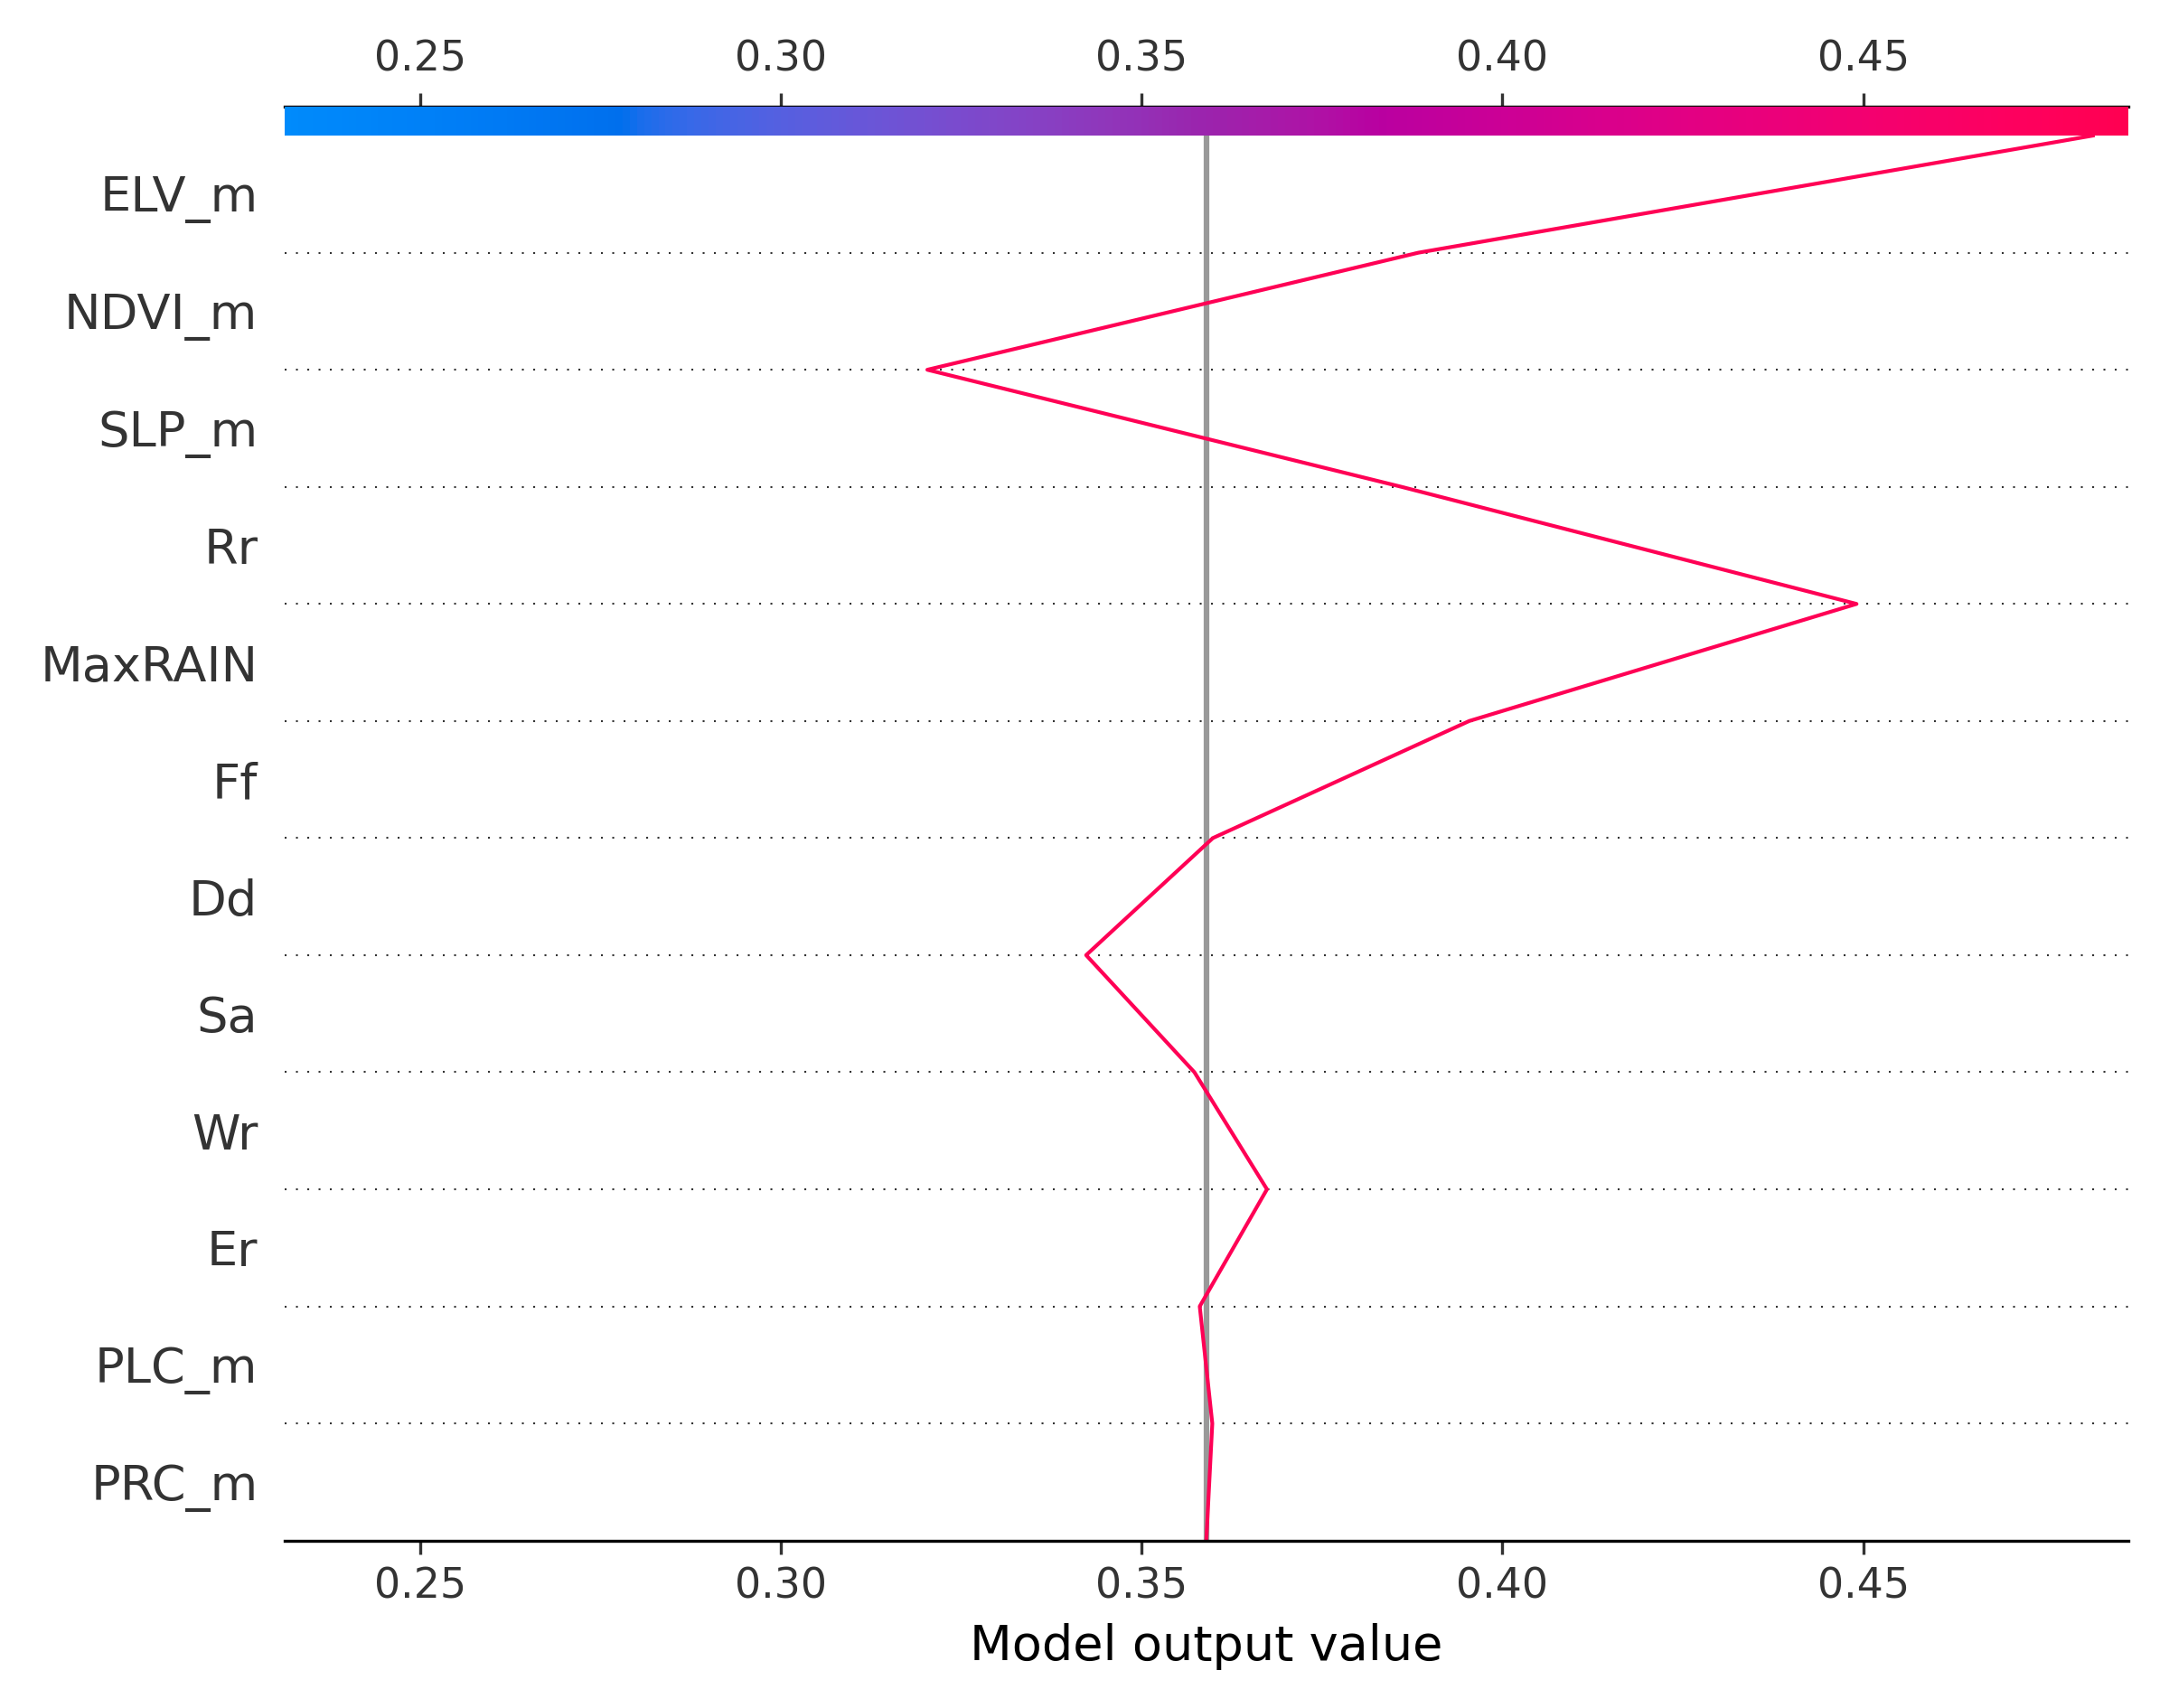 0.25 0.30 0.35 0.40 0.45
ELV_m
NDVI_m
SLP_m
Rr
MaxRAIN
Ff
Dd
Sa
Wr
Er
PLC_m
PRC_m
0.25 0.30 0.35 0.40 0.45
Model output value